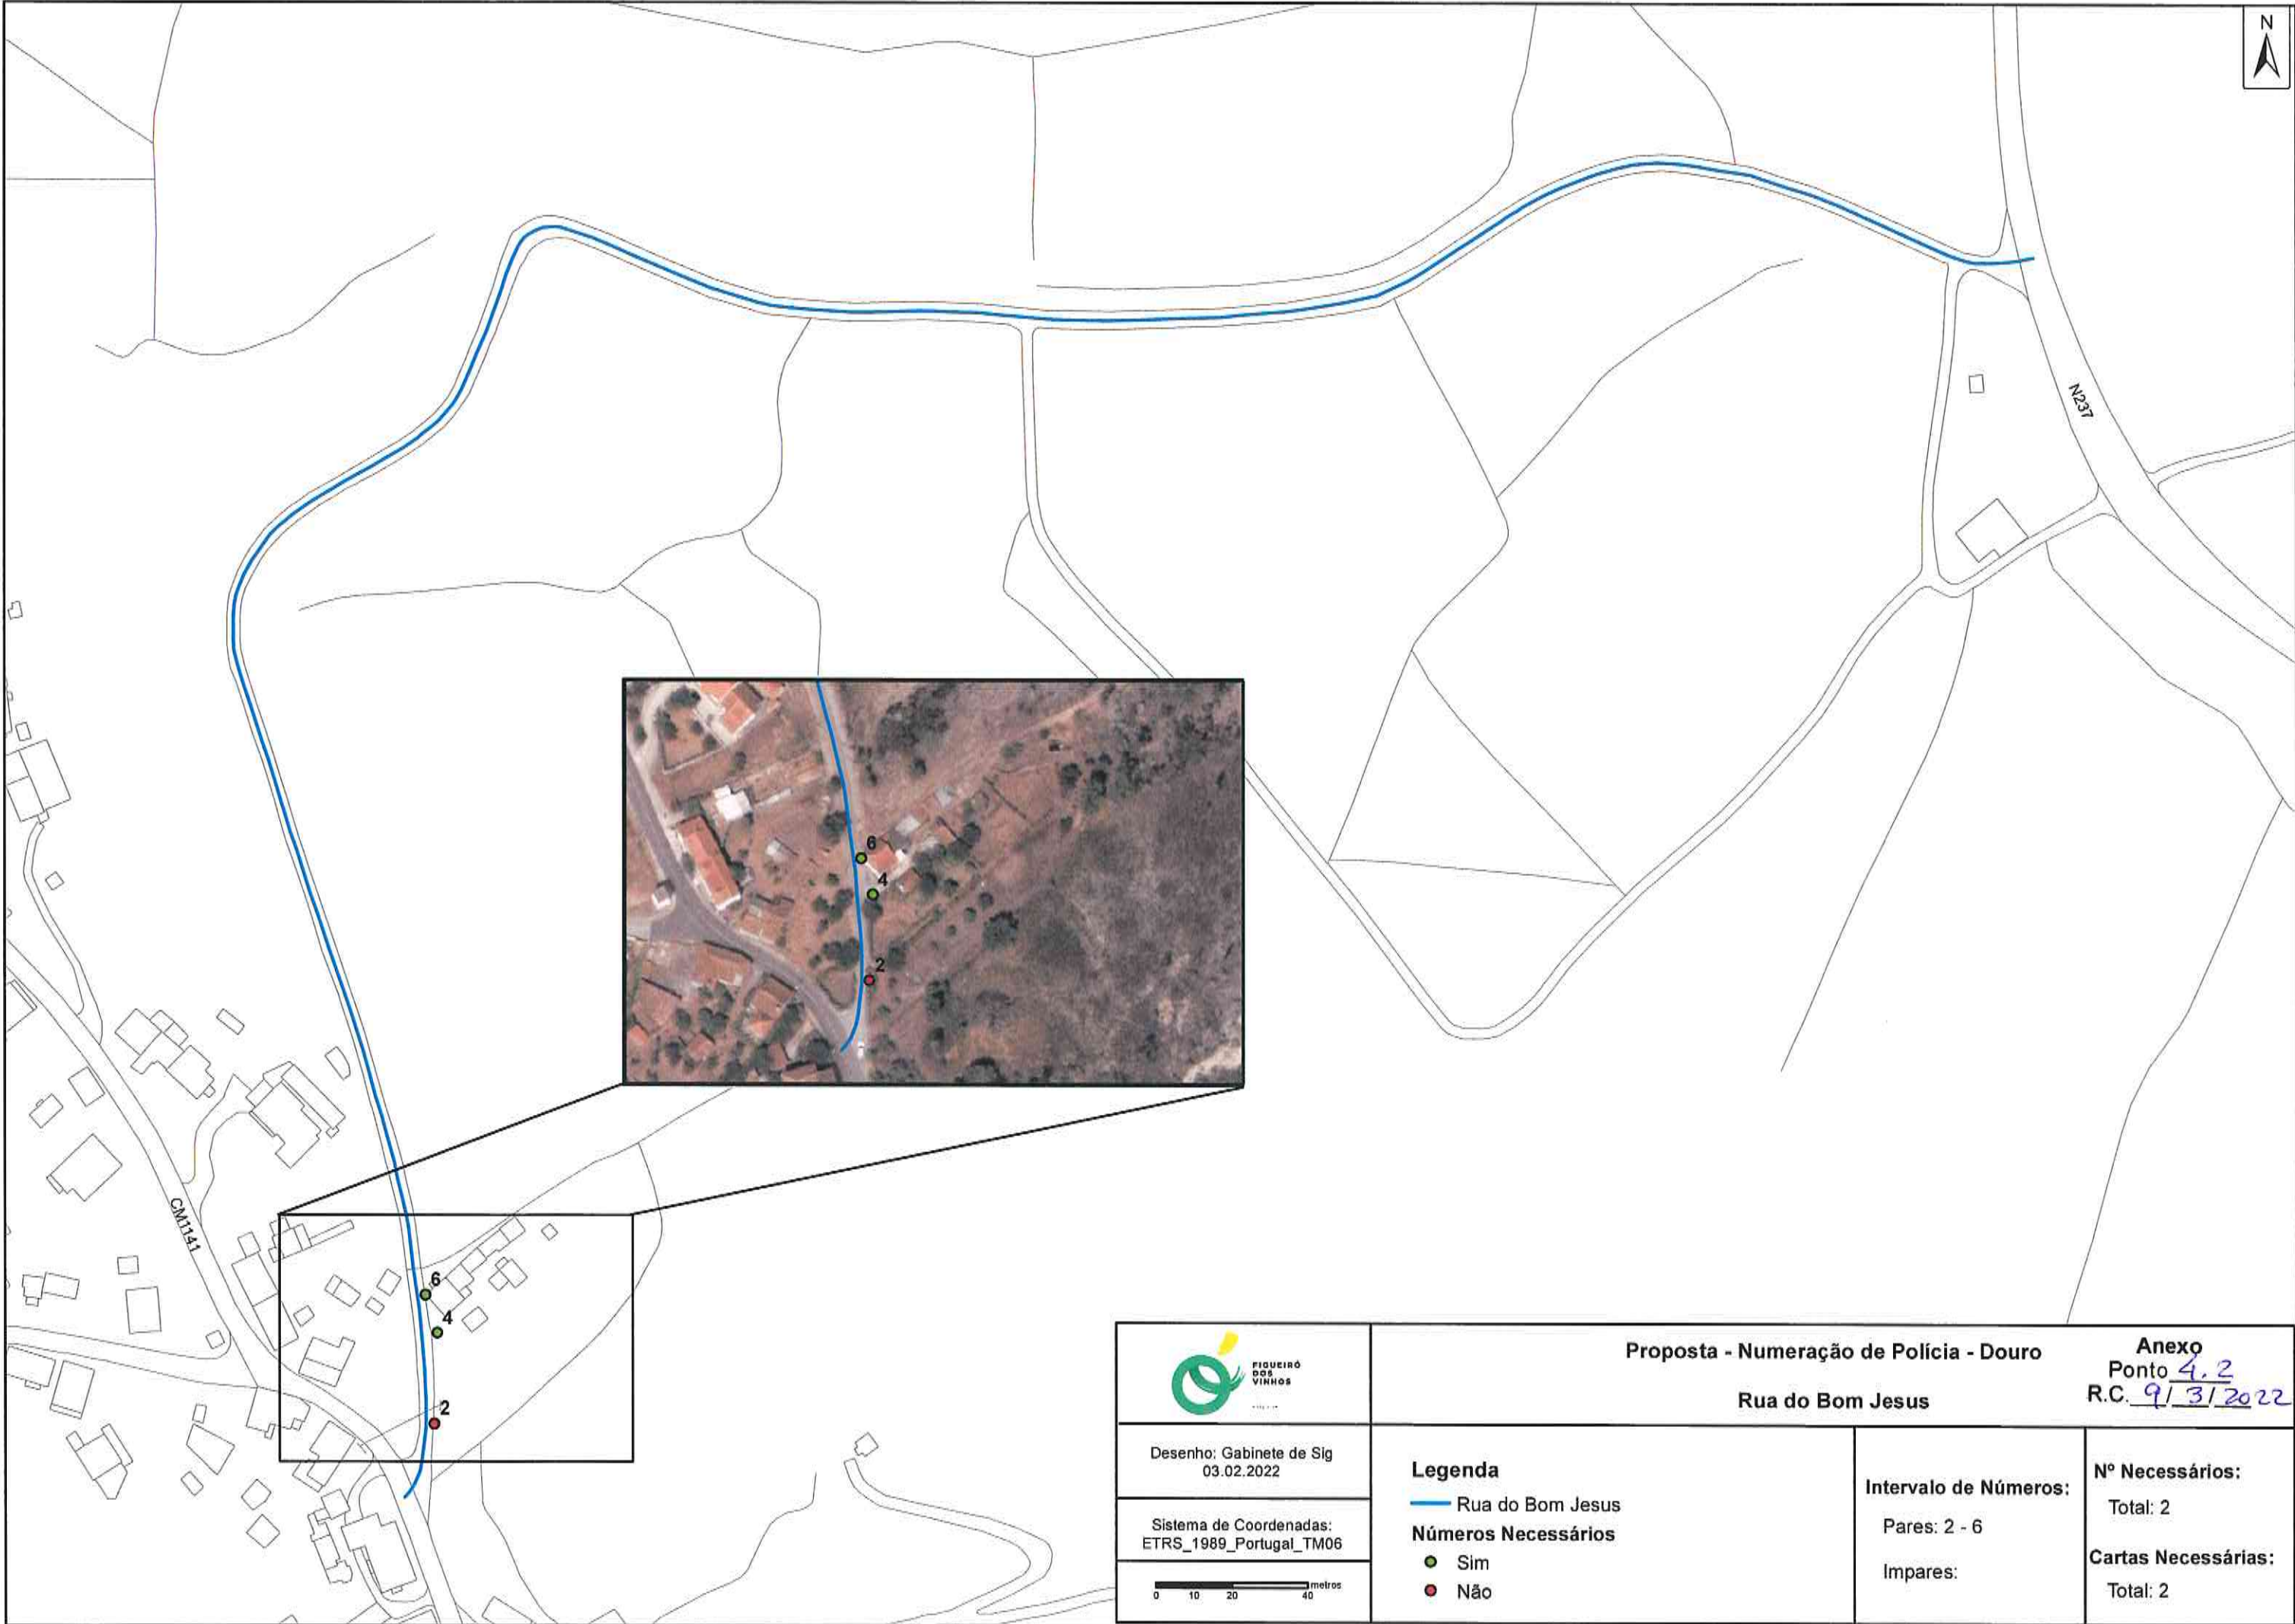 N
N237
6
4
2
CM1141
6
4
2
FIGUEIRÓ
DOS
VINHOS
Proposta - Numeração de Polícia - Douro
Rua do Bom Jesus
Anexo
Ponto 4.2
R.C. 9/3/2022
Desenho: Gabinete de Sig
03.02.2022
Sistema de Coordenadas:
ETRS_1989_Portugal_TM06
metros
0 10 20 40
Legenda
Rua do Bom Jesus
Números Necessários
Sim
Não
Intervalo de Números:
Pares: 2 - 6
Impares:
Nº Necessários:
Total: 2
Cartas Necessárias:
Total: 2